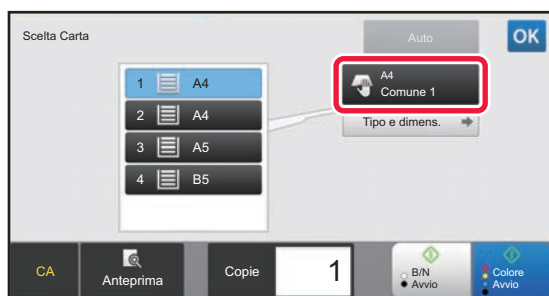 Scelta Carta
Auto
OK
1 A4
2 A4
3 A5
4 B5
A4
Comune 1
Tipo e dimens.
CA
Anteprima
Copie
1
B/N
Avvio
Colore
Avvio